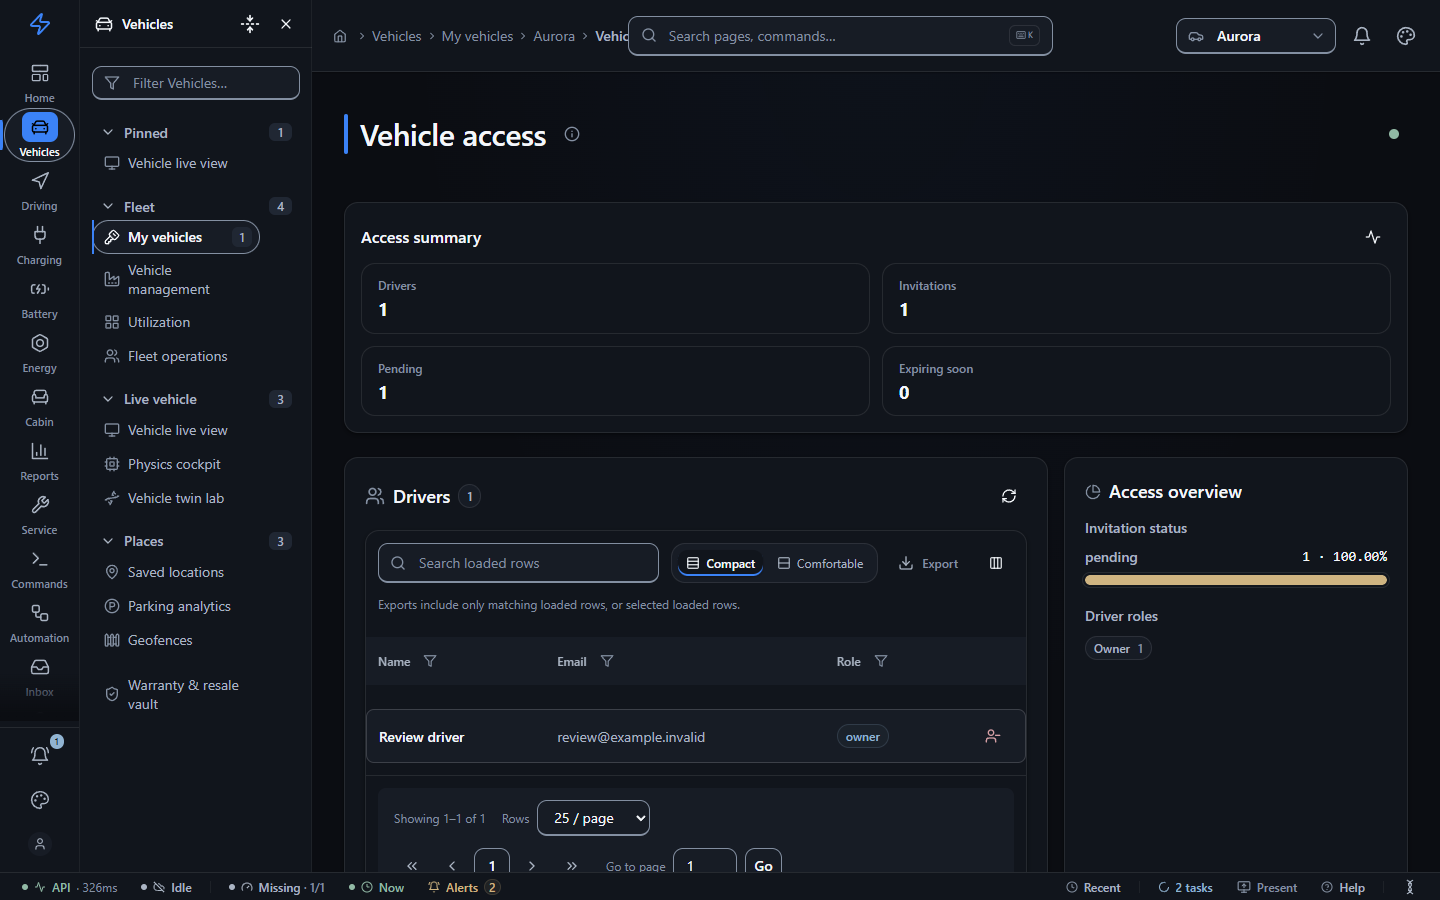 Home
Vehicles
Driving
Charging
Battery
Energy
Cabin
Reports
Service
Commands
Automation
Inbox
1
Vehicles
Filter Vehicles...
Pinned 1
Vehicle live view
Fleet 4
My vehicles 1
Vehicle
management
Utilization
Fleet operations
Live vehicle 3
Vehicle live view
Physics cockpit
Vehicle twin lab
Places 3
Saved locations
Parking analytics
Geofences
Warranty & resale
vault
Vehicles > My vehicles > Aurora > Vehic
Search pages, commands... K
Aurora
Vehicle access
Access summary
Drivers
1
Invitations
1
Pending
1
Expiring soon
0
Drivers 1
Search loaded rows
Compact Comfortable Export
Exports include only matching loaded rows, or selected loaded rows.
Name Email Role
Review driver review@example.invalid owner
Showing 1–1 of 1 Rows 25 / page
« ‹ 1 › » Go to page 1 Go
Access overview
Invitation status
pending 1 · 100.00%
Driver roles
Owner 1
API · 326ms Idle Missing · 1/1 Now Alerts 2 Recent 2 tasks Present Help